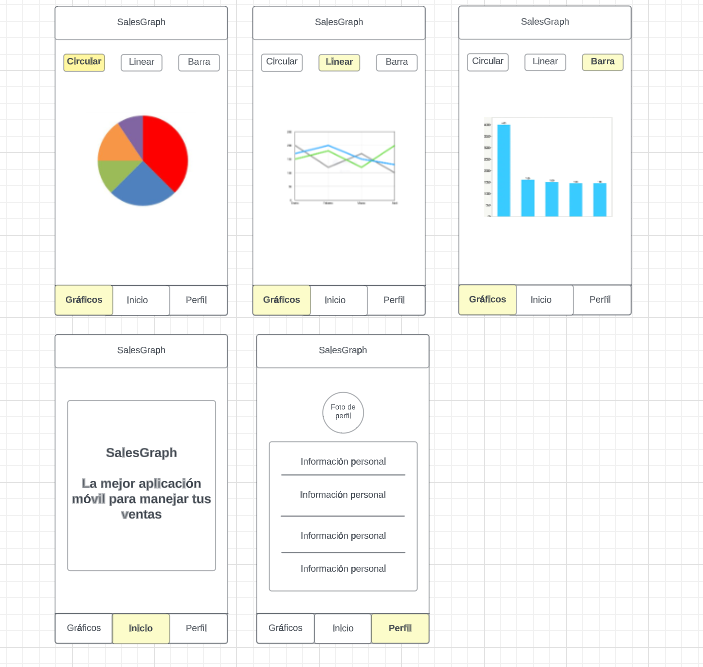 SalesGraph
Circular Linear Barra
Gráficos Inicio Perfil
SalesGraph
Circular Linear Barra
Gráficos Inicio Perfil
SalesGraph
Circular Linear Barra
Gráficos Inicio Perfil
SalesGraph
SalesGraph
La mejor aplicación
móvil para manejar tus
ventas
Gráficos Inicio Perfil
SalesGraph
Foto de
perfil
Información personal
Información personal
Información personal
Información personal
Gráficos Inicio Perfil